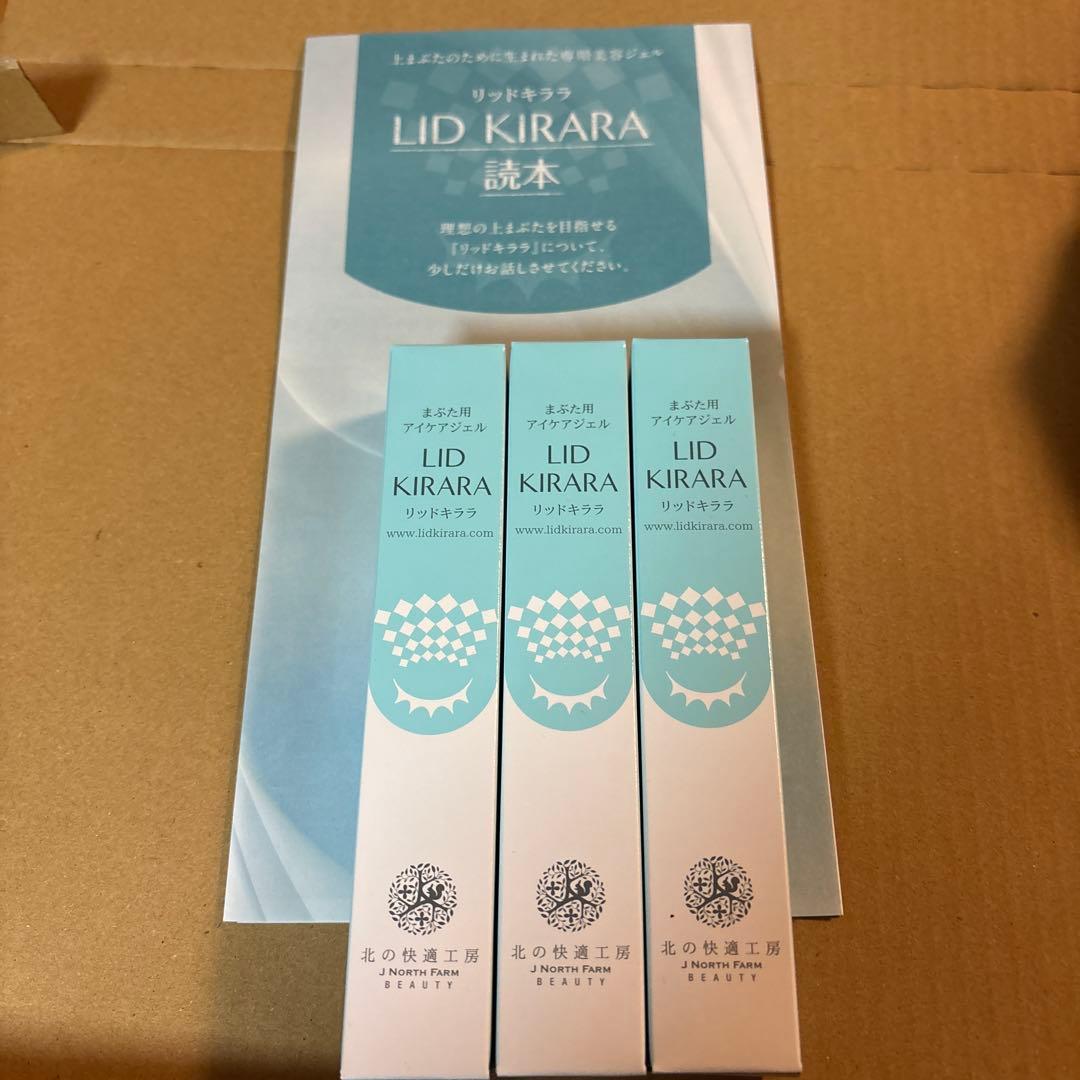 上まぶたのために生まれた専用美容ジェル
リッドキララ
LID KIRARA
読本
理想の上まぶたを目指せる
『リッドキララ』について、
少しだけお話しさせてください。
まぶた用
アイケアジェル
LID
KIRARA
リッドキララ
www.lidkirara.com
北の快適工房
J NORTH FARM
BEAUTY
まぶた用
アイケアジェル
LID
KIRARA
リッドキララ
www.lidkirara.com
北の快適工房
J NORTH FARM
BEAUTY
まぶた用
アイケアジェル
LID
KIRARA
リッドキララ
www.lidkirara.com
北の快適工房
J NORTH FARM
BEAUTY